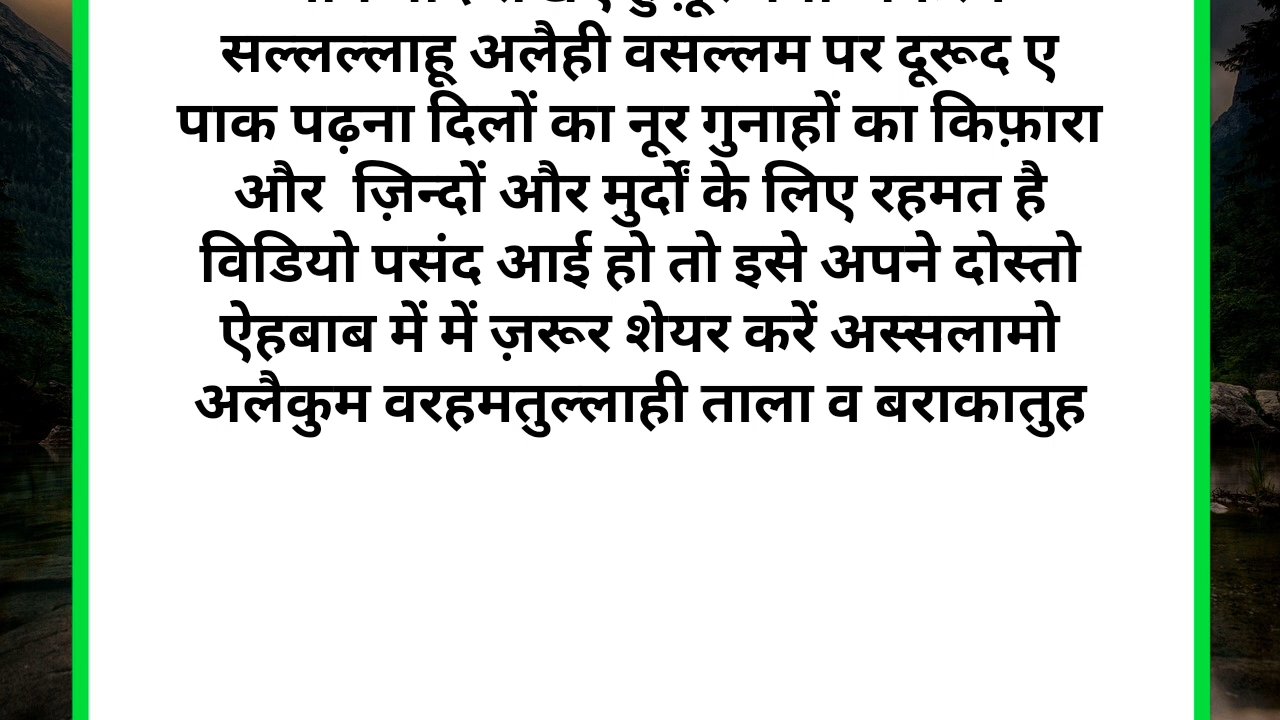 सल्लल्लाहू अलैही वसल्लम पर दूरूद ए
पाक पढ़ना दिलों का नूर गुनाहों का किफ़ारा
और  ज़िन्दों और मुर्दों के लिए रहमत है
विडियो पसंद आई हो तो इसे अपने दोस्तो
ऐहबाब में में ज़रूर शेयर करें अस्सलामो
अलैकुम वरहमतुल्लाही ताला व बराकातुह